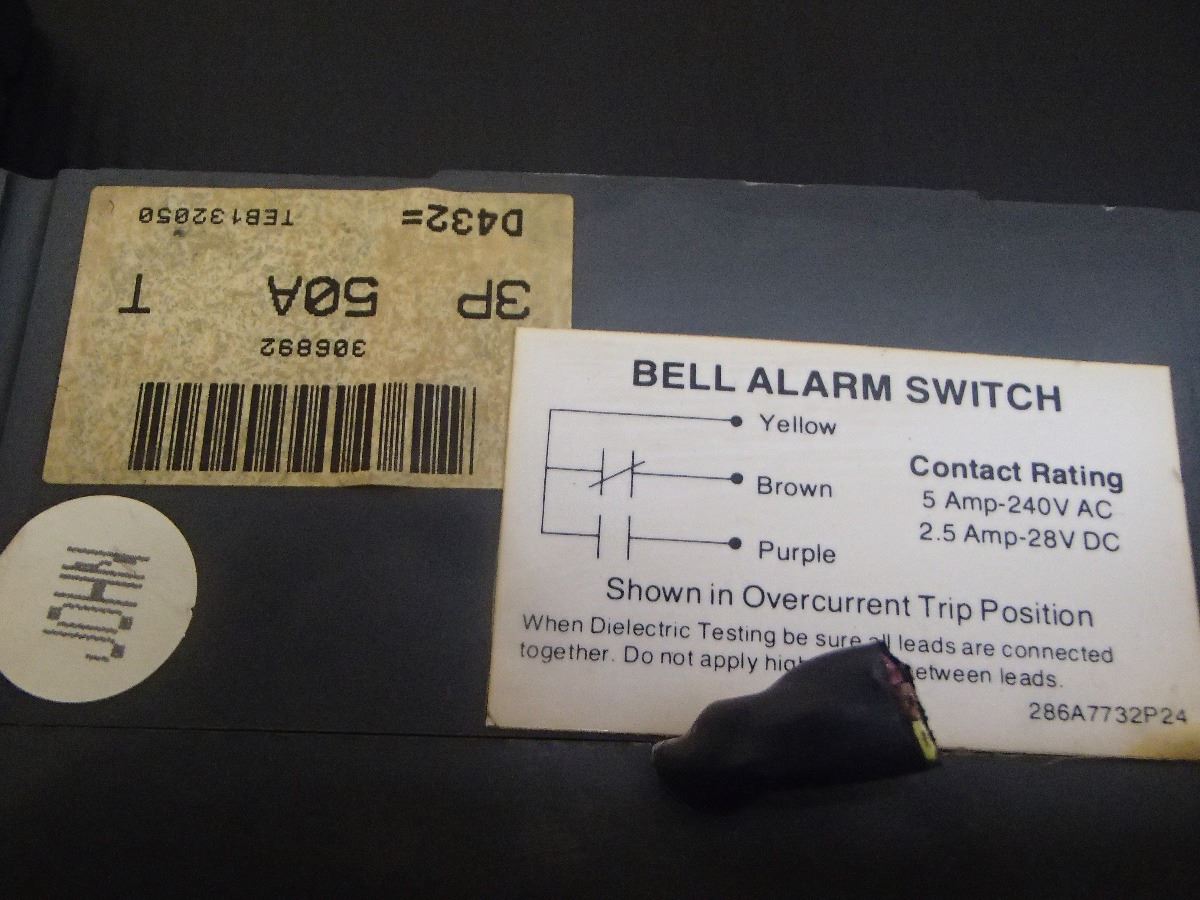 306892
3P 50A T
D432= TEB132050
BELL ALARM SWITCH
Yellow
Brown
Purple
Contact Rating
5 Amp-240V AC
2.5 Amp-28V DC
Shown in Overcurrent Trip Position
When Dielectric Testing be sure all leads are connected
together. Do not apply between leads.
286A7732P24